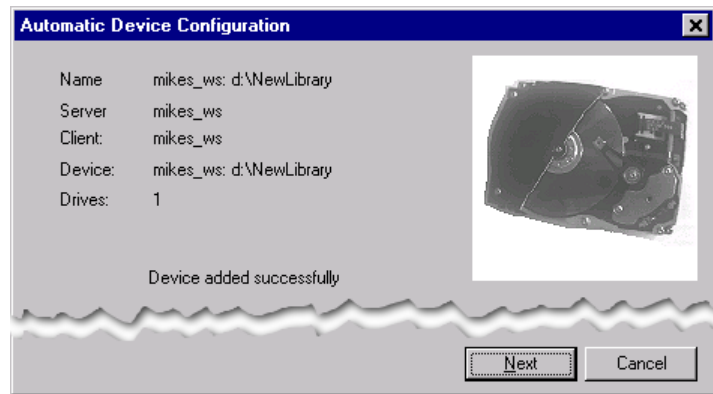 Automatic Device Configuration
Name mikes_ws: d:\NewLibrary
Server mikes_ws
Client: mikes_ws
Device: mikes_ws: d:\NewLibrary
Drives: 1
Device added successfully
Next Cancel